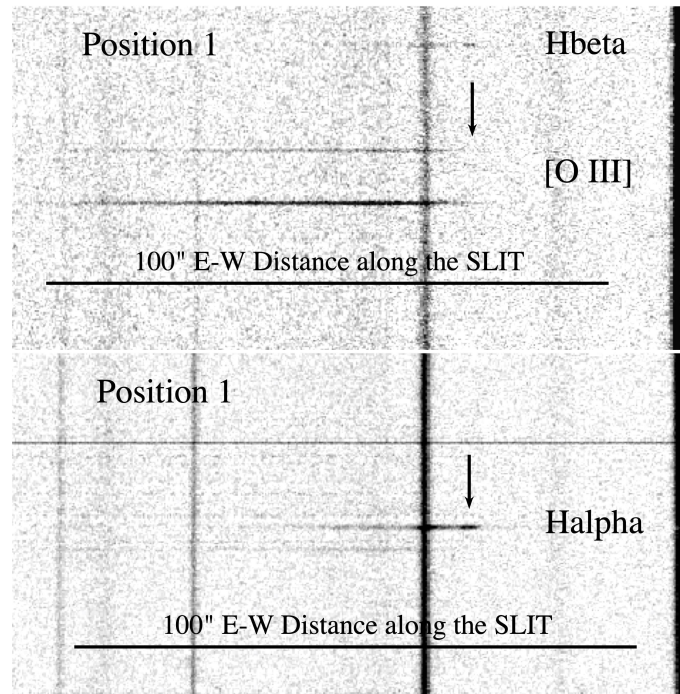 Position 1
Hbeta
[O III]
100" E-W Distance along the SLIT
Position 1
Halpha
100" E-W Distance along the SLIT